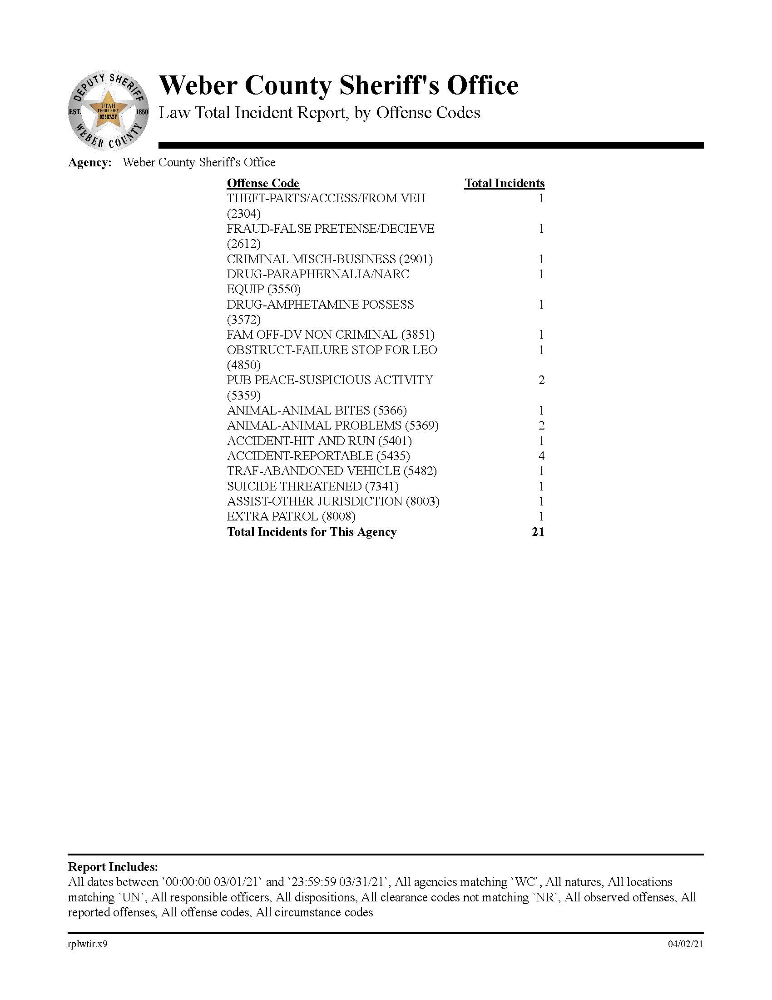 DEPUTY SHERIFF
EST.
UTAH
TERRITORY
DESERET
1850
WEBER COUNTY
Weber County Sheriff's Office
Law Total Incident Report, by Offense Codes
Agency: Weber County Sheriff's Office
Offense Code Total Incidents
THEFT-PARTS/ACCESS/FROM VEH 1
(2304)
FRAUD-FALSE PRETENSE/DECIEVE 1
(2612)
CRIMINAL MISCH-BUSINESS (2901) 1
DRUG-PARAPHERNALIA/NARC 1
EQUIP (3550)
DRUG-AMPHETAMINE POSSESS 1
(3572)
FAM OFF-DV NON CRIMINAL (3851) 1
OBSTRUCT-FAILURE STOP FOR LEO 1
(4850)
PUB PEACE-SUSPICIOUS ACTIVITY 2
(5359)
ANIMAL-ANIMAL BITES (5366) 1
ANIMAL-ANIMAL PROBLEMS (5369) 2
ACCIDENT-HIT AND RUN (5401) 1
ACCIDENT-REPORTABLE (5435) 4
TRAF-ABANDONED VEHICLE (5482) 1
SUICIDE THREATENED (7341) 1
ASSIST-OTHER JURISDICTION (8003) 1
EXTRA PATROL (8008) 1
Total Incidents for This Agency 21
Report Includes:
All dates between `00:00:00 03/01/21` and `23:59:59 03/31/21`, All agencies matching `WC`, All natures, All locations
matching `UN`, All responsible officers, All dispositions, All clearance codes not matching `NR`, All observed offenses, All
reported offenses, All offense codes, All circumstance codes
rplwtir.x9 04/02/21